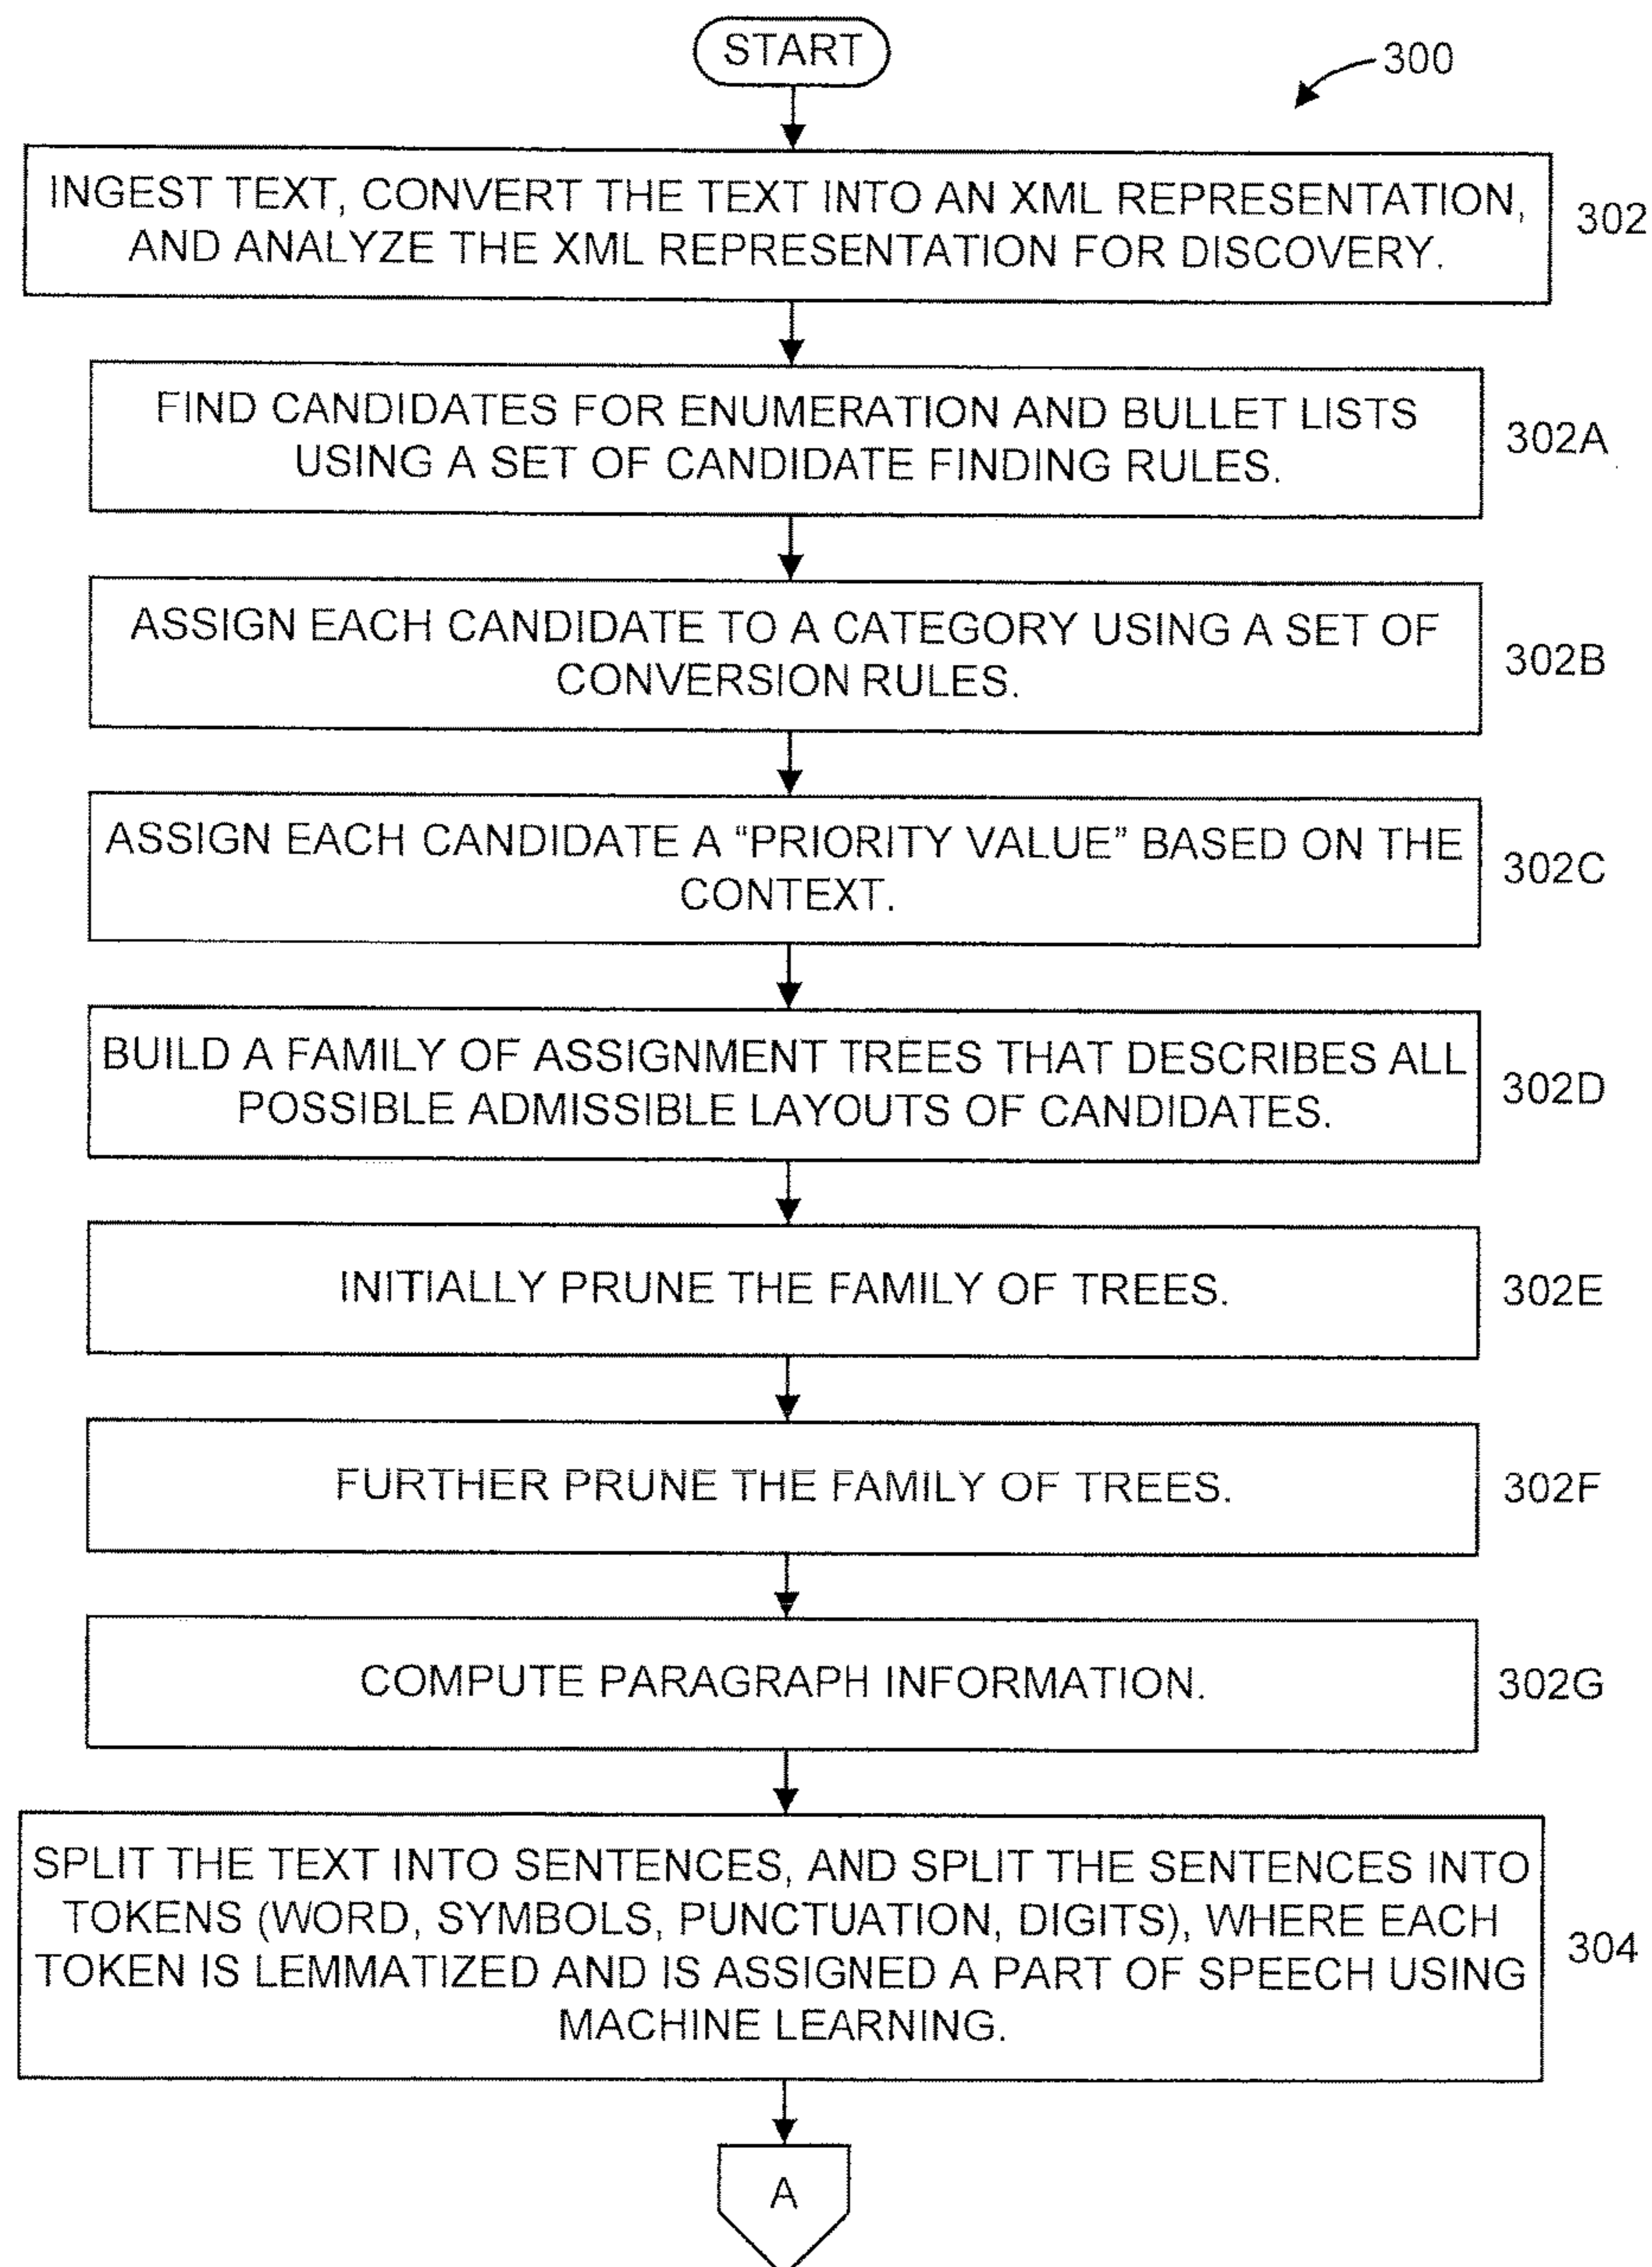 START
300
INGEST TEXT, CONVERT THE TEXT INTO AN XML REPRESENTATION,
AND ANALYZE THE XML REPRESENTATION FOR DISCOVERY.
302
FIND CANDIDATES FOR ENUMERATION AND BULLET LISTS
USING A SET OF CANDIDATE FINDING RULES.
302A
ASSIGN EACH CANDIDATE TO A CATEGORY USING A SET OF
CONVERSION RULES.
302B
ASSIGN EACH CANDIDATE A “PRIORITY VALUE” BASED ON THE
CONTEXT.
302C
BUILD A FAMILY OF ASSIGNMENT TREES THAT DESCRIBES ALL
POSSIBLE ADMISSIBLE LAYOUTS OF CANDIDATES.
302D
INITIALLY PRUNE THE FAMILY OF TREES.
302E
FURTHER PRUNE THE FAMILY OF TREES.
302F
COMPUTE PARAGRAPH INFORMATION.
302G
SPLIT THE TEXT INTO SENTENCES, AND SPLIT THE SENTENCES INTO
TOKENS (WORD, SYMBOLS, PUNCTUATION, DIGITS), WHERE EACH
TOKEN IS LEMMATIZED AND IS ASSIGNED A PART OF SPEECH USING
MACHINE LEARNING.
304
A